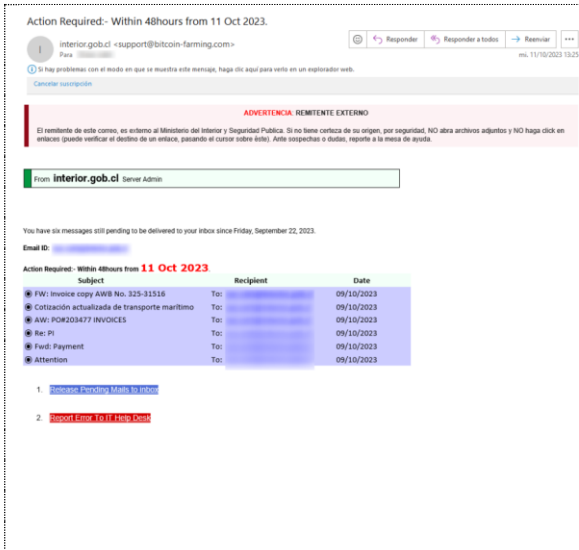 Action Required:- Within 48hours from 11 Oct 2023.
I
interior.gob.cl <support@bitcoin-farming.com>
Para
Responder
Responder a todos
Reenviar
mi. 11/10/2023 13:25
Si hay problemas con el modo en que se muestra este mensaje, haga clic aquí para verlo en un explorador web.
Cancelar suscripción
ADVERTENCIA: REMITENTE EXTERNO
El remitente de este correo, es externo al Ministerio del Interior y Seguridad Publica. Si no tiene certeza de su origen, por seguridad, NO abra archivos adjuntos y NO haga click en
enlaces (puede verificar el destino de un enlace, pasando el cursor sobre éste). Ante sospechas o dudas, reporte a la mesa de ayuda.
From interior.gob.cl Server Admin
You have six messages still pending to be delivered to your inbox since Friday, September 22, 2023.
Email ID:
Action Required:- Within 48hours from 11 Oct 2023.
Subject Recipient Date
FW: Invoice copy AWB No. 325-31516 To: 09/10/2023
Cotización actualizada de transporte marítimo To: 09/10/2023
AW: PO#203477 INVOICES To: 09/10/2023
Re: PI To: 09/10/2023
Fwd: Payment To: 09/10/2023
Attention To: 09/10/2023
1. Release Pending Mails to inbox
2. Report Error To IT Help Desk